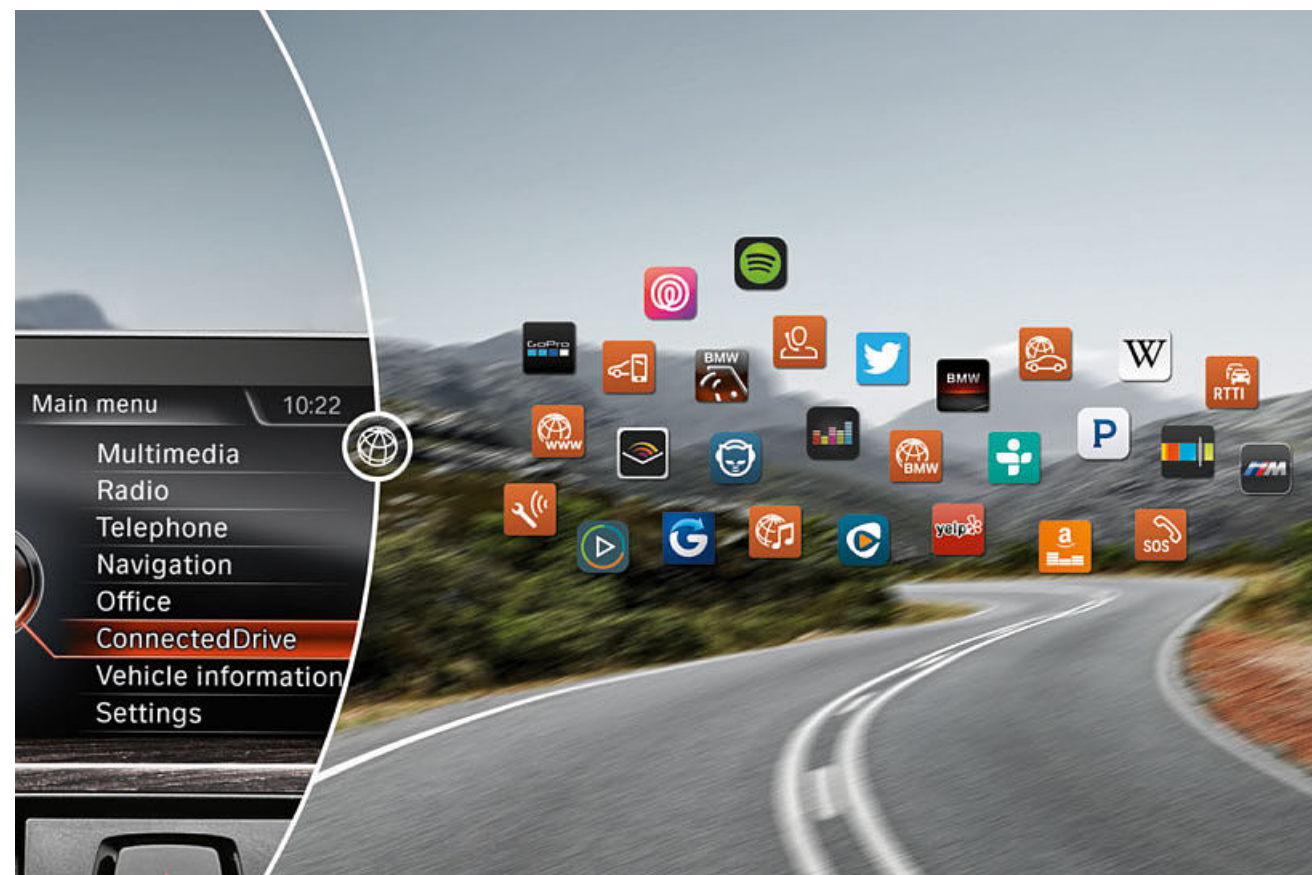 Main menu 10:22
Multimedia
Radio
Telephone
Navigation
Office
ConnectedDrive
Vehicle information
Settings
GoPro
BMW
BMW
W
RTTI
www
BMW
P
M
G
yelp
a
SOS